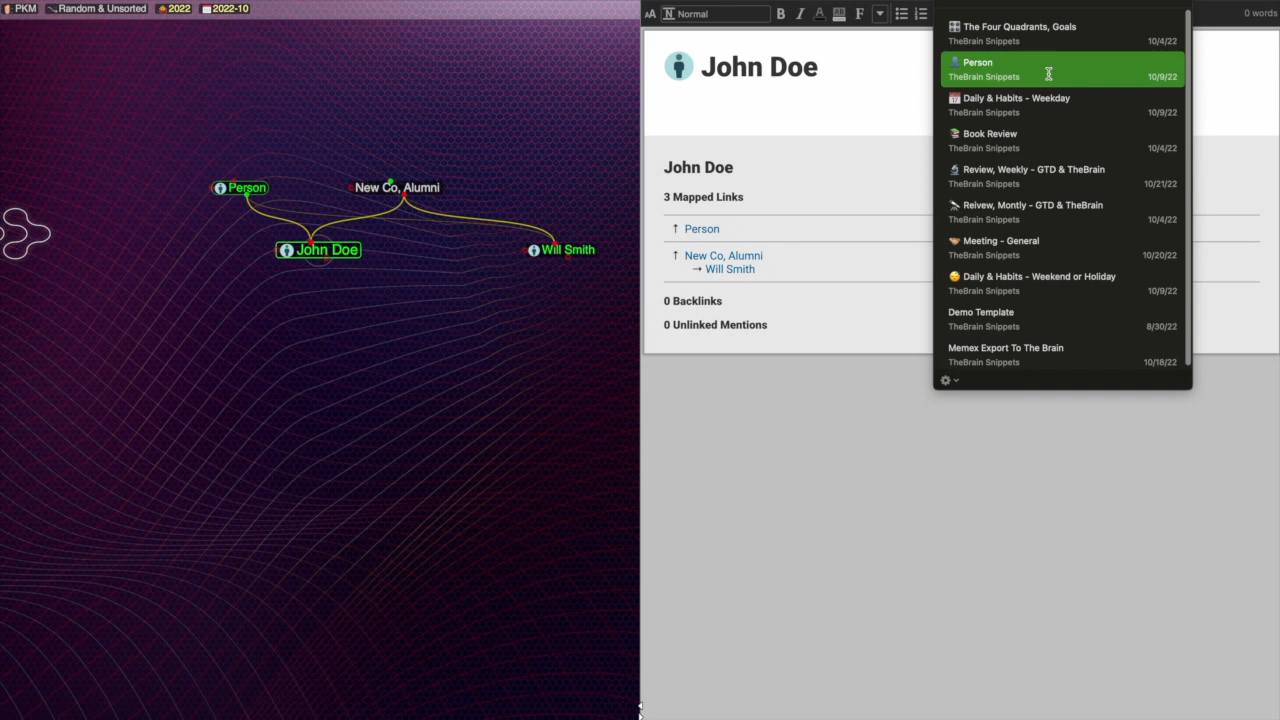 PKM
Random & Unsorted
2022
2022-10
Person
New Co, Alumni
John Doe
Will Smith
AA
N Normal
B I A AB F
0 words
John Doe
John Doe
3 Mapped Links
↑ Person
↑ New Co, Alumni
→ Will Smith
0 Backlinks
0 Unlinked Mentions
The Four Quadrants, Goals
TheBrain Snippets 10/4/22
Person
TheBrain Snippets 10/9/22
Daily & Habits - Weekday
TheBrain Snippets 10/9/22
Book Review
TheBrain Snippets 10/4/22
Review, Weekly - GTD & TheBrain
TheBrain Snippets 10/21/22
Reivew, Montly - GTD & TheBrain
TheBrain Snippets 10/4/22
Meeting - General
TheBrain Snippets 10/20/22
Daily & Habits - Weekend or Holiday
TheBrain Snippets 10/9/22
Demo Template
TheBrain Snippets 8/30/22
Memex Export To The Brain
TheBrain Snippets 10/18/22